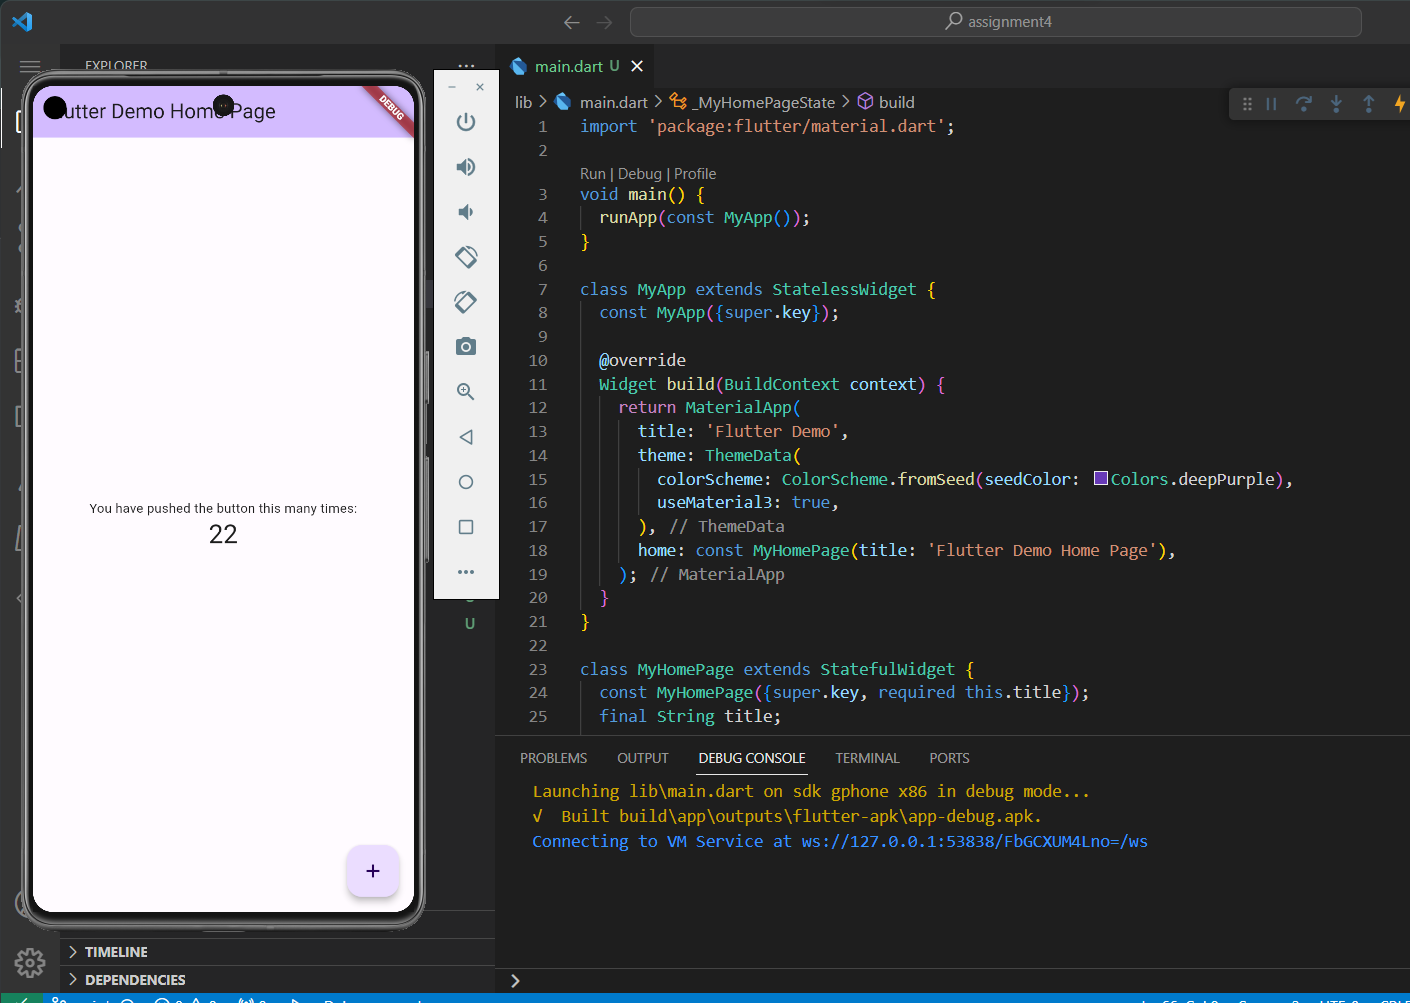 assignment4
EXPLORER
main.dart U
lib > main.dart > _MyHomePageState > build
utter Demo Home Page
DEBUG
You have pushed the button this many times:
22
+
U
1 import 'package:flutter/material.dart';
2
Run | Debug | Profile
3 void main() {
4 runApp(const MyApp());
5 }
6
7 class MyApp extends StatelessWidget {
8 const MyApp({super.key});
9
10 @override
11 Widget build(BuildContext context) {
12 return MaterialApp(
13 title: 'Flutter Demo',
14 theme: ThemeData(
15 colorScheme: ColorScheme.fromSeed(seedColor: Colors.deepPurple),
16 useMaterial3: true,
17 ), // ThemeData
18 home: const MyHomePage(title: 'Flutter Demo Home Page'),
19 ); // MaterialApp
20 }
21 }
22
23 class MyHomePage extends StatefulWidget {
24 const MyHomePage({super.key, required this.title});
25 final String title;
PROBLEMS OUTPUT DEBUG CONSOLE TERMINAL PORTS
Launching lib\main.dart on sdk gphone x86 in debug mode...
√ Built build\app\outputs\flutter-apk\app-debug.apk.
Connecting to VM Service at ws://127.0.0.1:53838/FbGCXUM4Lno=/ws
TIMELINE
DEPENDENCIES